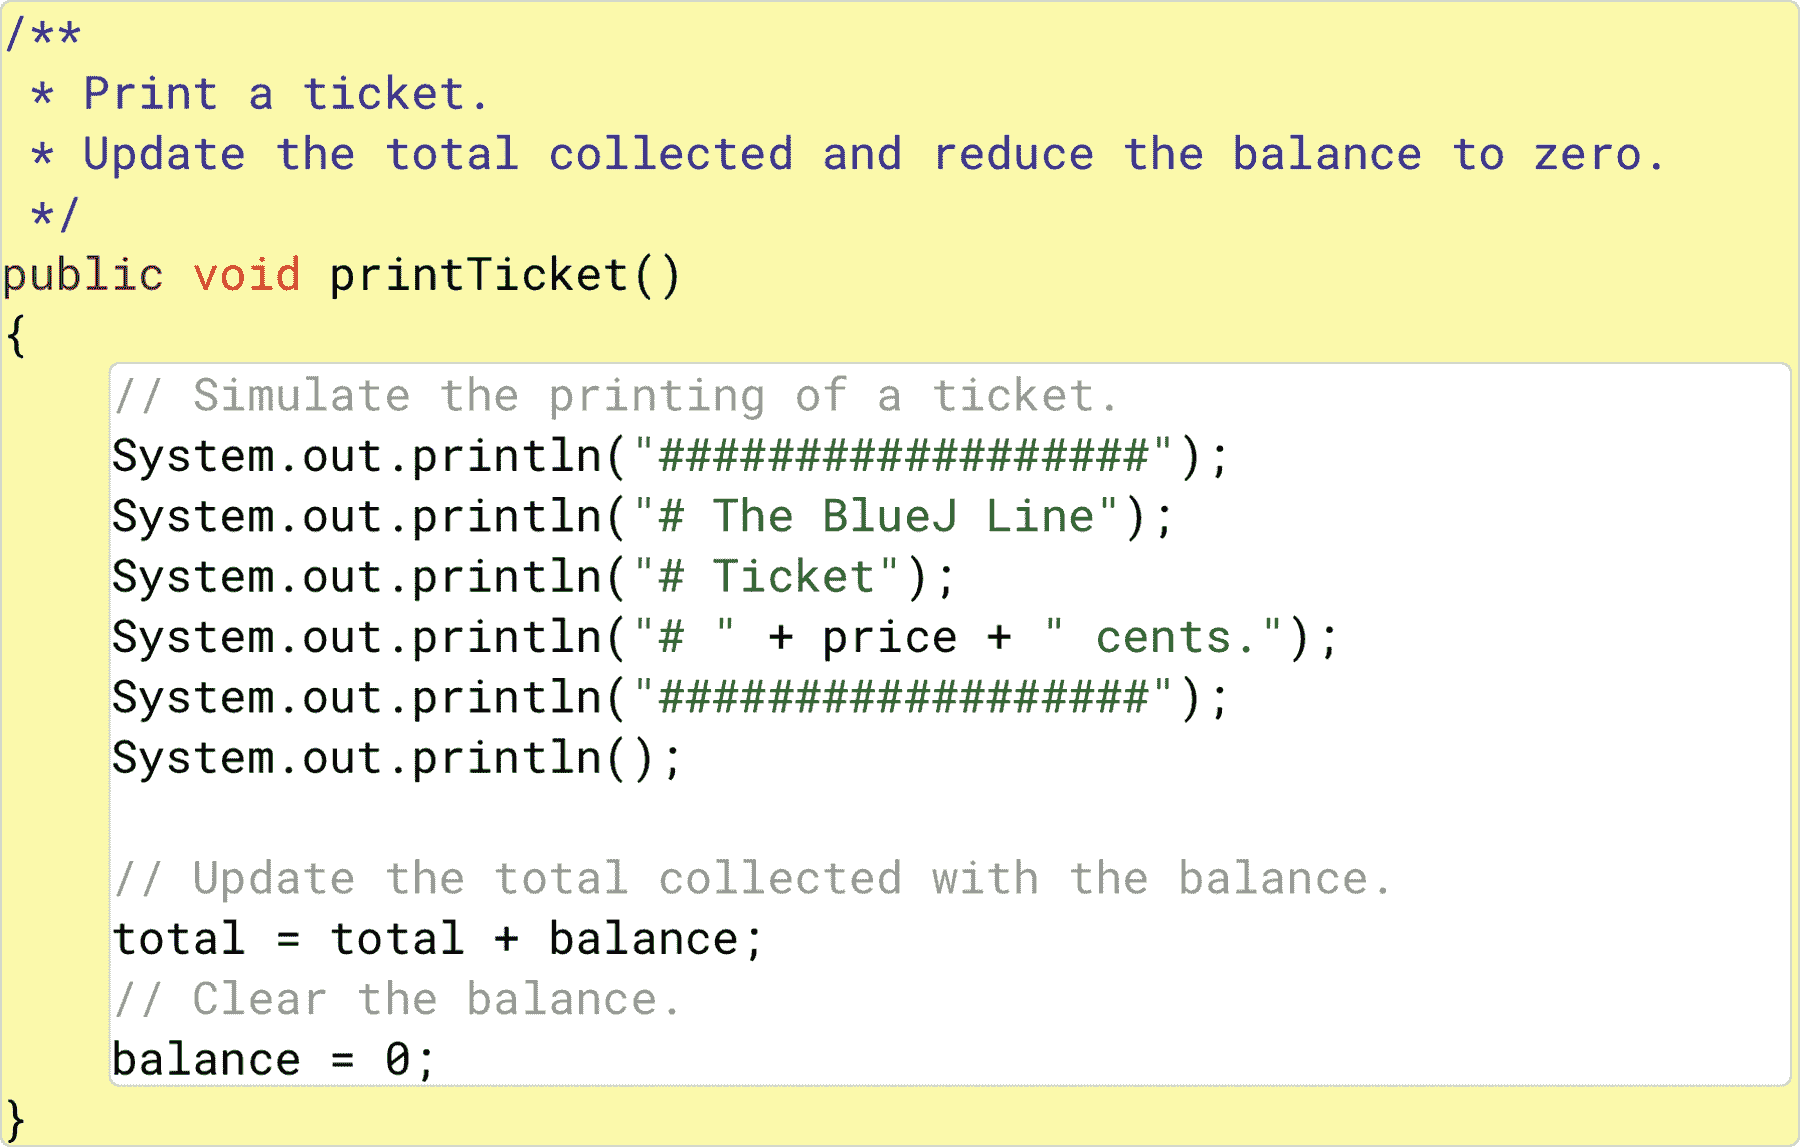 /**
 * Print a ticket.
 * Update the total collected and reduce the balance to zero.
 */
public void printTicket()
{
    // Simulate the printing of a ticket.
    System.out.println("##################");
    System.out.println("# The BlueJ Line");
    System.out.println("# Ticket");
    System.out.println("# " + price + " cents.");
    System.out.println("##################");
    System.out.println();

    // Update the total collected with the balance.
    total = total + balance;
    // Clear the balance.
    balance = 0;
}